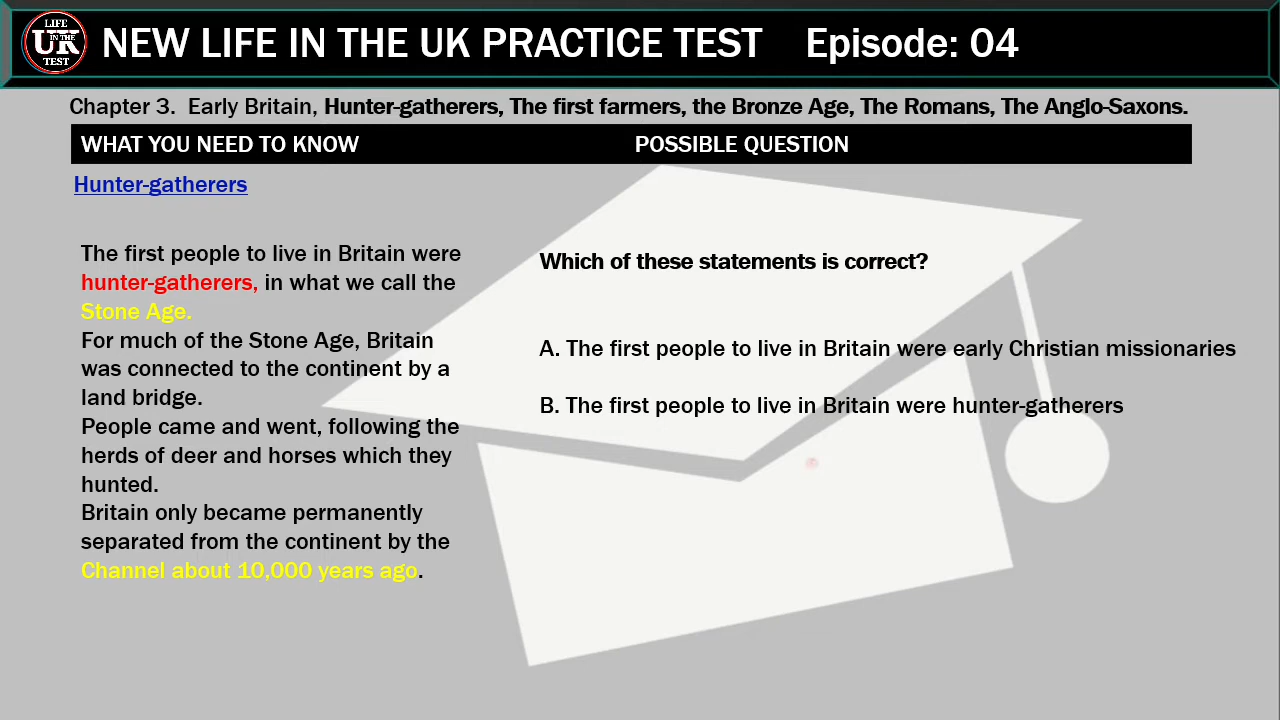 LIFE
UK IN THE
TEST
NEW LIFE IN THE UK PRACTICE TEST Episode: 04
Chapter 3. Early Britain, Hunter-gatherers, The first farmers, the Bronze Age, The Romans, The Anglo-Saxons.
WHAT YOU NEED TO KNOW POSSIBLE QUESTION
Hunter-gatherers
The first people to live in Britain were
hunter-gatherers, in what we call the
Stone Age.
For much of the Stone Age, Britain
was connected to the continent by a
land bridge.
People came and went, following the
herds of deer and horses which they
hunted.
Britain only became permanently
separated from the continent by the
Channel about 10,000 years ago.
Which of these statements is correct?
A. The first people to live in Britain were early Christian missionaries
B. The first people to live in Britain were hunter-gatherers